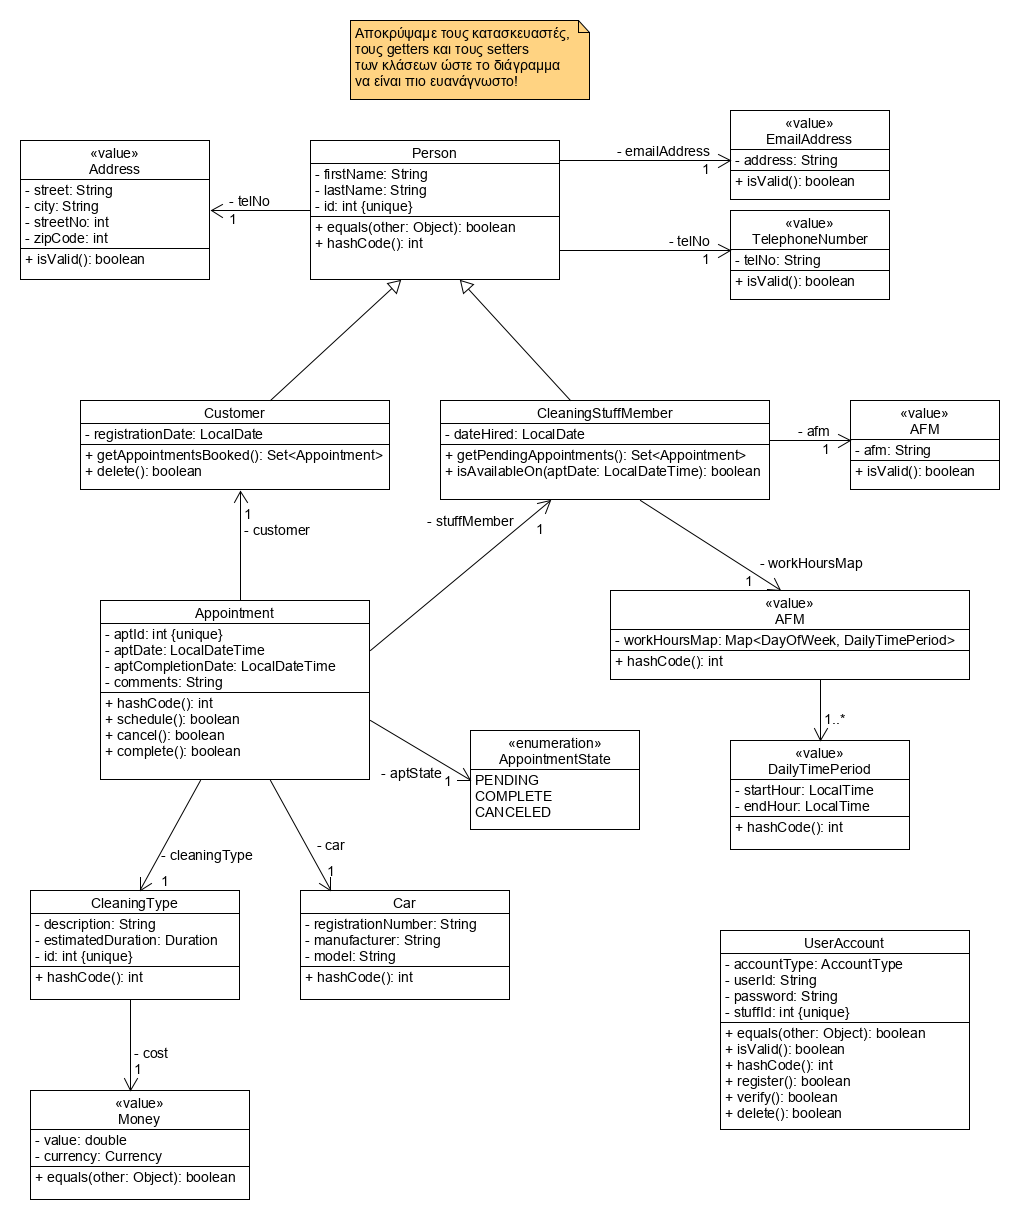 Αποκρύψαμε τους κατασκευαστές,
τους getters και τους setters
των κλάσεων ώστε το διάγραμμα
να είναι πιο ευανάγνωστο!
«value»
Address
- street: String
- city: String
- streetNo: int
- zipCode: int
+ isValid(): boolean
- telNo
1
Person
- firstName: String
- lastName: String
- id: int {unique}
+ equals(other: Object): boolean
+ hashCode(): int
- emailAddress
1
«value»
EmailAddress
- address: String
+ isValid(): boolean
- telNo
1
«value»
TelephoneNumber
- telNo: String
+ isValid(): boolean
Customer
- registrationDate: LocalDate
+ getAppointmentsBooked(): Set<Appointment>
+ delete(): boolean
CleaningStuffMember
- dateHired: LocalDate
+ getPendingAppointments(): Set<Appointment>
+ isAvailableOn(aptDate: LocalDateTime): boolean
- afm
1
«value»
AFM
- afm: String
+ isValid(): boolean
1
- customer
- stuffMember
1
- workHoursMap
1
Appointment
- aptId: int {unique}
- aptDate: LocalDateTime
- aptCompletionDate: LocalDateTime
- comments: String
+ hashCode(): int
+ schedule(): boolean
+ cancel(): boolean
+ complete(): boolean
«value»
AFM
- workHoursMap: Map<DayOfWeek, DailyTimePeriod>
+ hashCode(): int
1..*
- aptState
1
«enumeration»
AppointmentState
PENDING
COMPLETE
CANCELED
«value»
DailyTimePeriod
- startHour: LocalTime
- endHour: LocalTime
+ hashCode(): int
- cleaningType
1
- car
1
CleaningType
- description: String
- estimatedDuration: Duration
- id: int {unique}
+ hashCode(): int
Car
- registrationNumber: String
- manufacturer: String
- model: String
+ hashCode(): int
UserAccount
- accountType: AccountType
- userId: String
- password: String
- stuffId: int {unique}
+ equals(other: Object): boolean
+ isValid(): boolean
+ hashCode(): int
+ register(): boolean
+ verify(): boolean
+ delete(): boolean
- cost
1
«value»
Money
- value: double
- currency: Currency
+ equals(other: Object): boolean